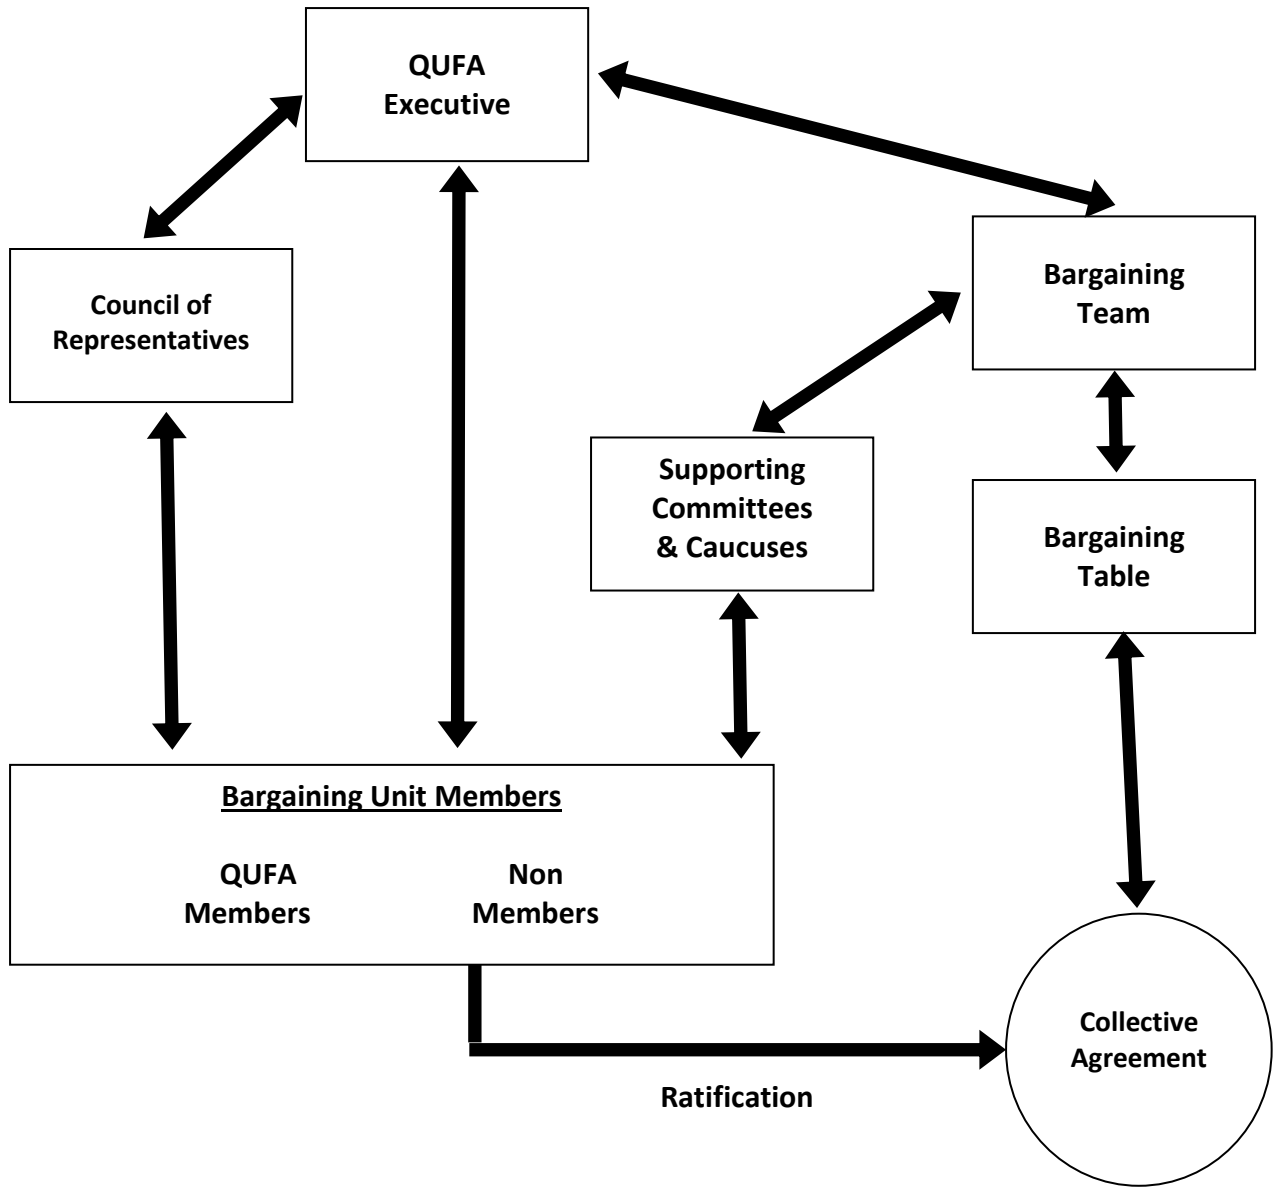 QUFA
Executive
Council of
Representatives
Bargaining
Team
Supporting
Committees
& Caucuses
Bargaining
Table
Bargaining Unit Members
QUFA
Members
Non
Members
Collective
Agreement
Ratification